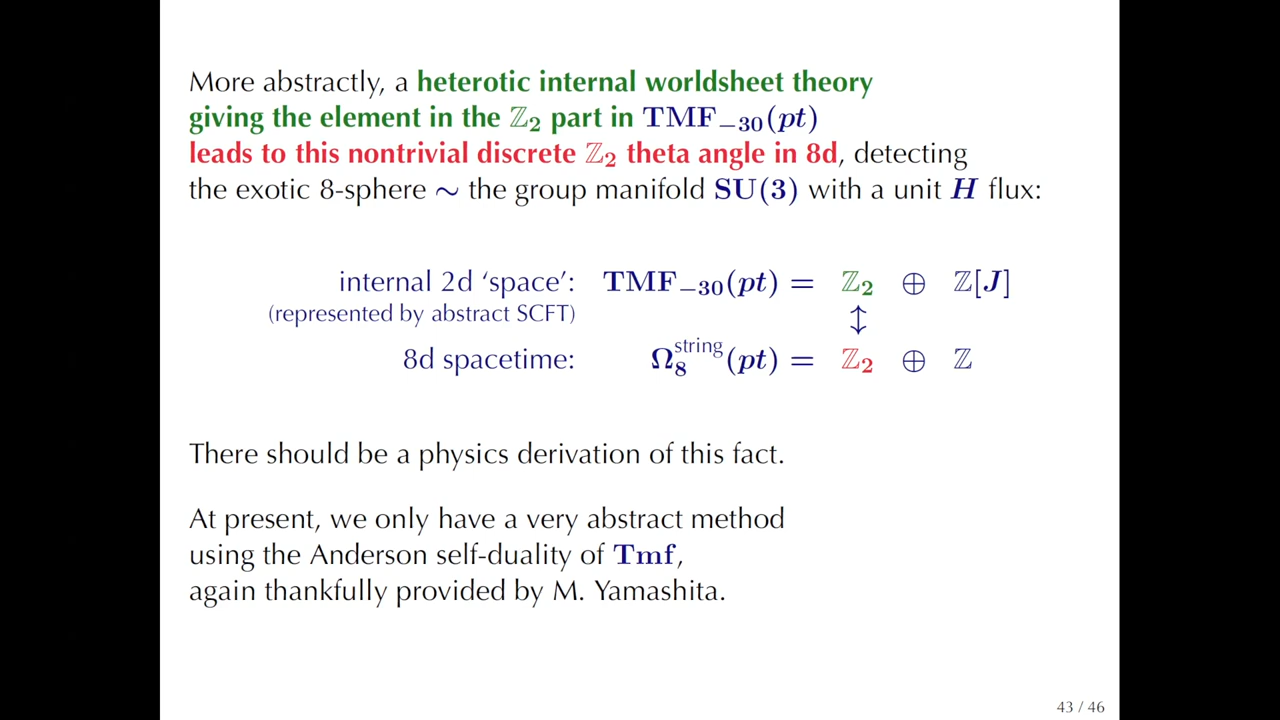 More abstractly, a heterotic internal worldsheet theory
giving the element in the ℤ₂ part in TMF₋₃₀(pt)
leads to this nontrivial discrete ℤ₂ theta angle in 8d, detecting
the exotic 8-sphere ∼ the group manifold SU(3) with a unit H flux:
internal 2d ‘space’: TMF₋₃₀(pt) = ℤ₂ ⊕ ℤ[J]
(represented by abstract SCFT) ↕
8d spacetime: Ω₈^string(pt) = ℤ₂ ⊕ ℤ
There should be a physics derivation of this fact.
At present, we only have a very abstract method
using the Anderson self-duality of Tmf,
again thankfully provided by M. Yamashita.
43 / 46